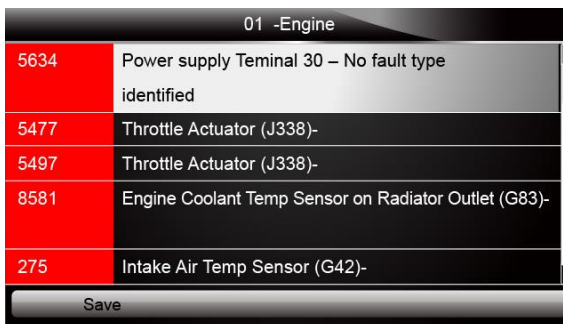 01 -Engine
5634 Power supply Teminal 30 – No fault type
identified
5477 Throttle Actuator (J338)-
5497 Throttle Actuator (J338)-
8581 Engine Coolant Temp Sensor on Radiator Outlet (G83)-
275 Intake Air Temp Sensor (G42)-
Save